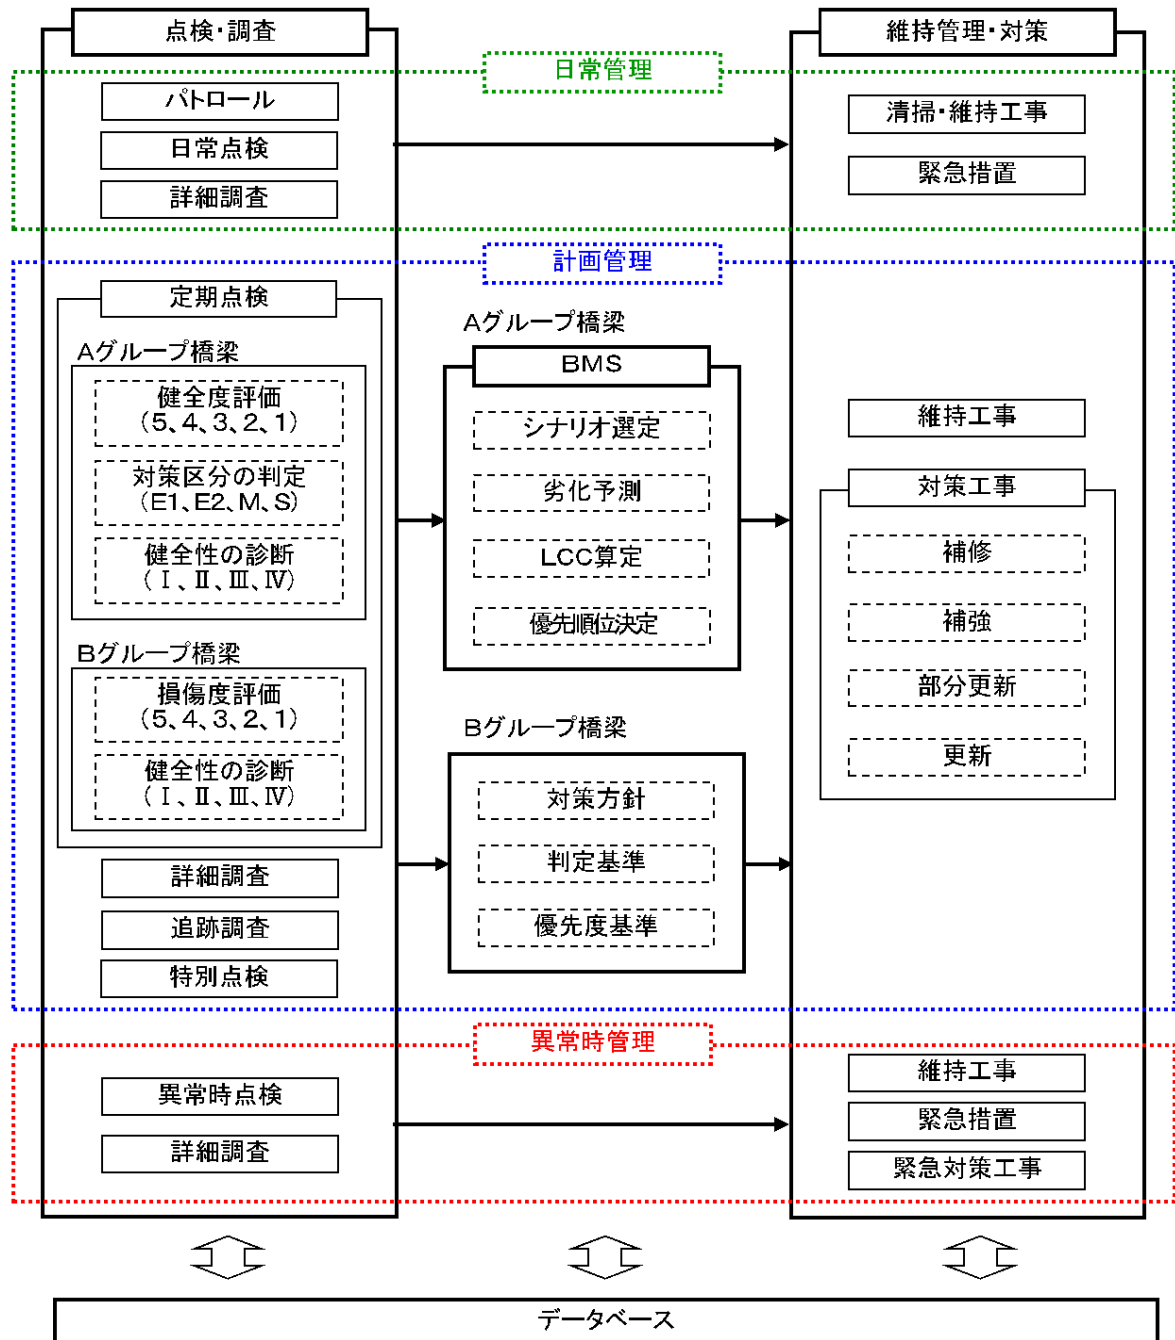 点検・調査
維持管理・対策
日常管理
パトロール
日常点検
詳細調査
清掃・維持工事
緊急措置
計画管理
定期点検
Aグループ橋梁
健全度評価
(5、4、3、2、1)
対策区分の判定
(E1、E2、M、S)
健全性の診断
(Ⅰ、Ⅱ、Ⅲ、Ⅳ)
Bグループ橋梁
損傷度評価
(5、4、3、2、1)
健全性の診断
(Ⅰ、Ⅱ、Ⅲ、Ⅳ)
詳細調査
追跡調査
特別点検
Aグループ橋梁
BMS
シナリオ選定
劣化予測
LCC算定
優先順位決定
Bグループ橋梁
対策方針
判定基準
優先度基準
維持工事
対策工事
補修
補強
部分更新
更新
異常時管理
異常時点検
詳細調査
維持工事
緊急措置
緊急対策工事
データベース